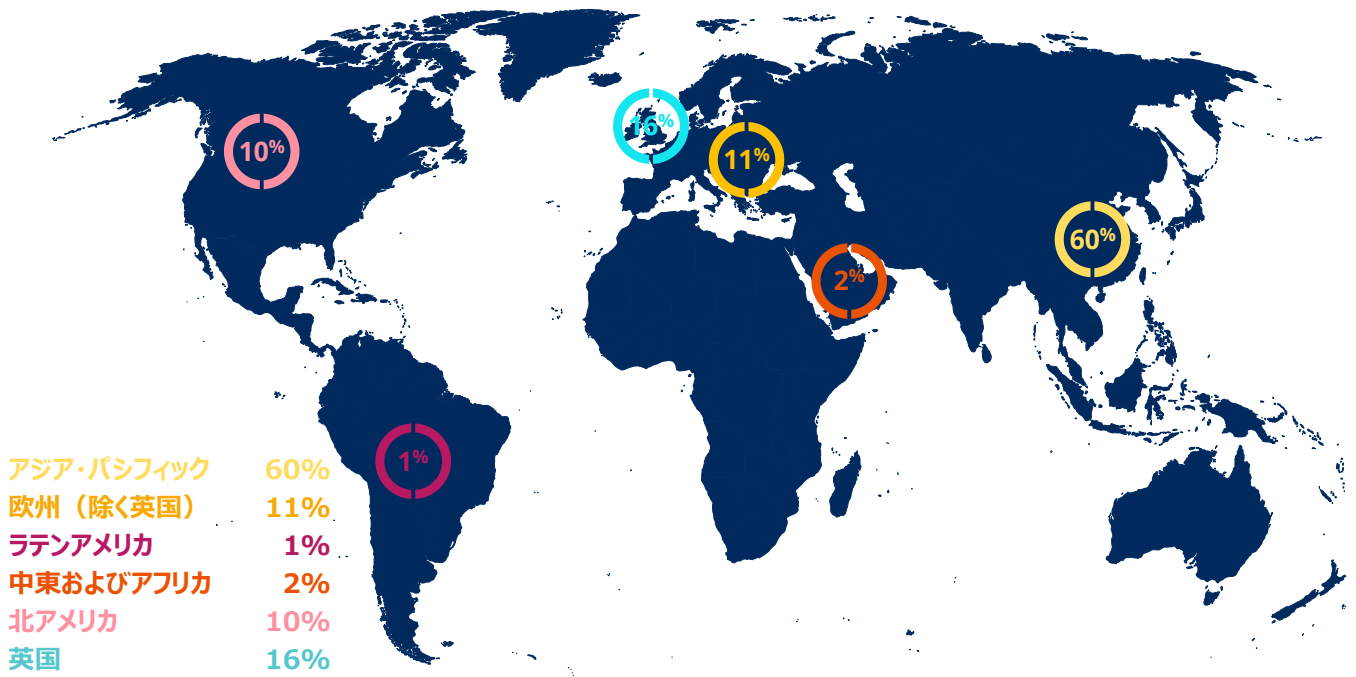 16%
10%
11%
60%
2%
1%
アジア・パシフィック 60%
欧州（除く英国） 11%
ラテンアメリカ 1%
中東およびアフリカ 2%
北アメリカ 10%
英国 16%